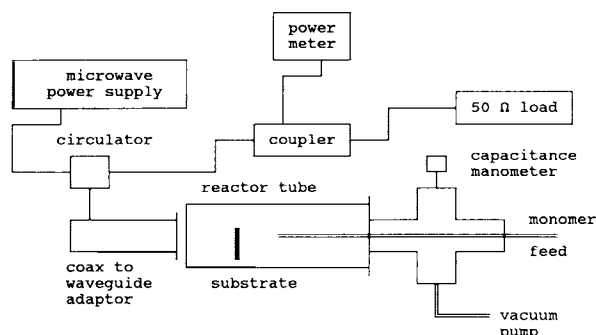 power
meter
microwave
power supply
50 Ω load
circulator
coupler
capacitance
manometer
reactor tube
monomer
feed
coax to
waveguide
adaptor
substrate
vacuum
pump